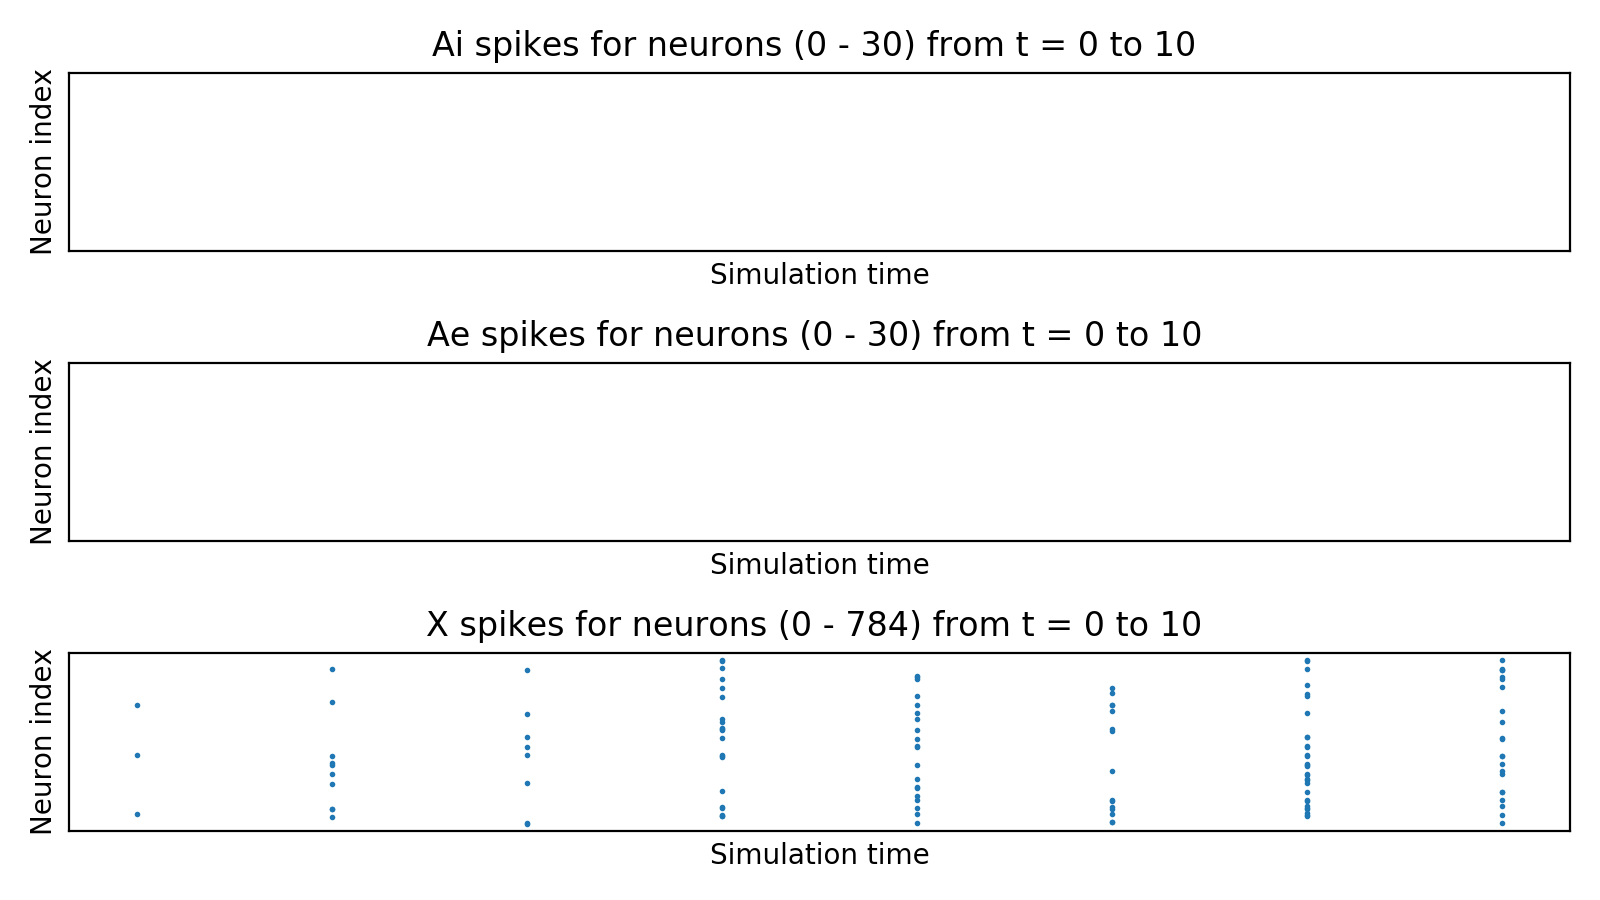 Ai spikes for neurons (0 - 30) from t = 0 to 10
Neuron index
Simulation time
Ae spikes for neurons (0 - 30) from t = 0 to 10
Neuron index
Simulation time
X spikes for neurons (0 - 784) from t = 0 to 10
Neuron index
Simulation time